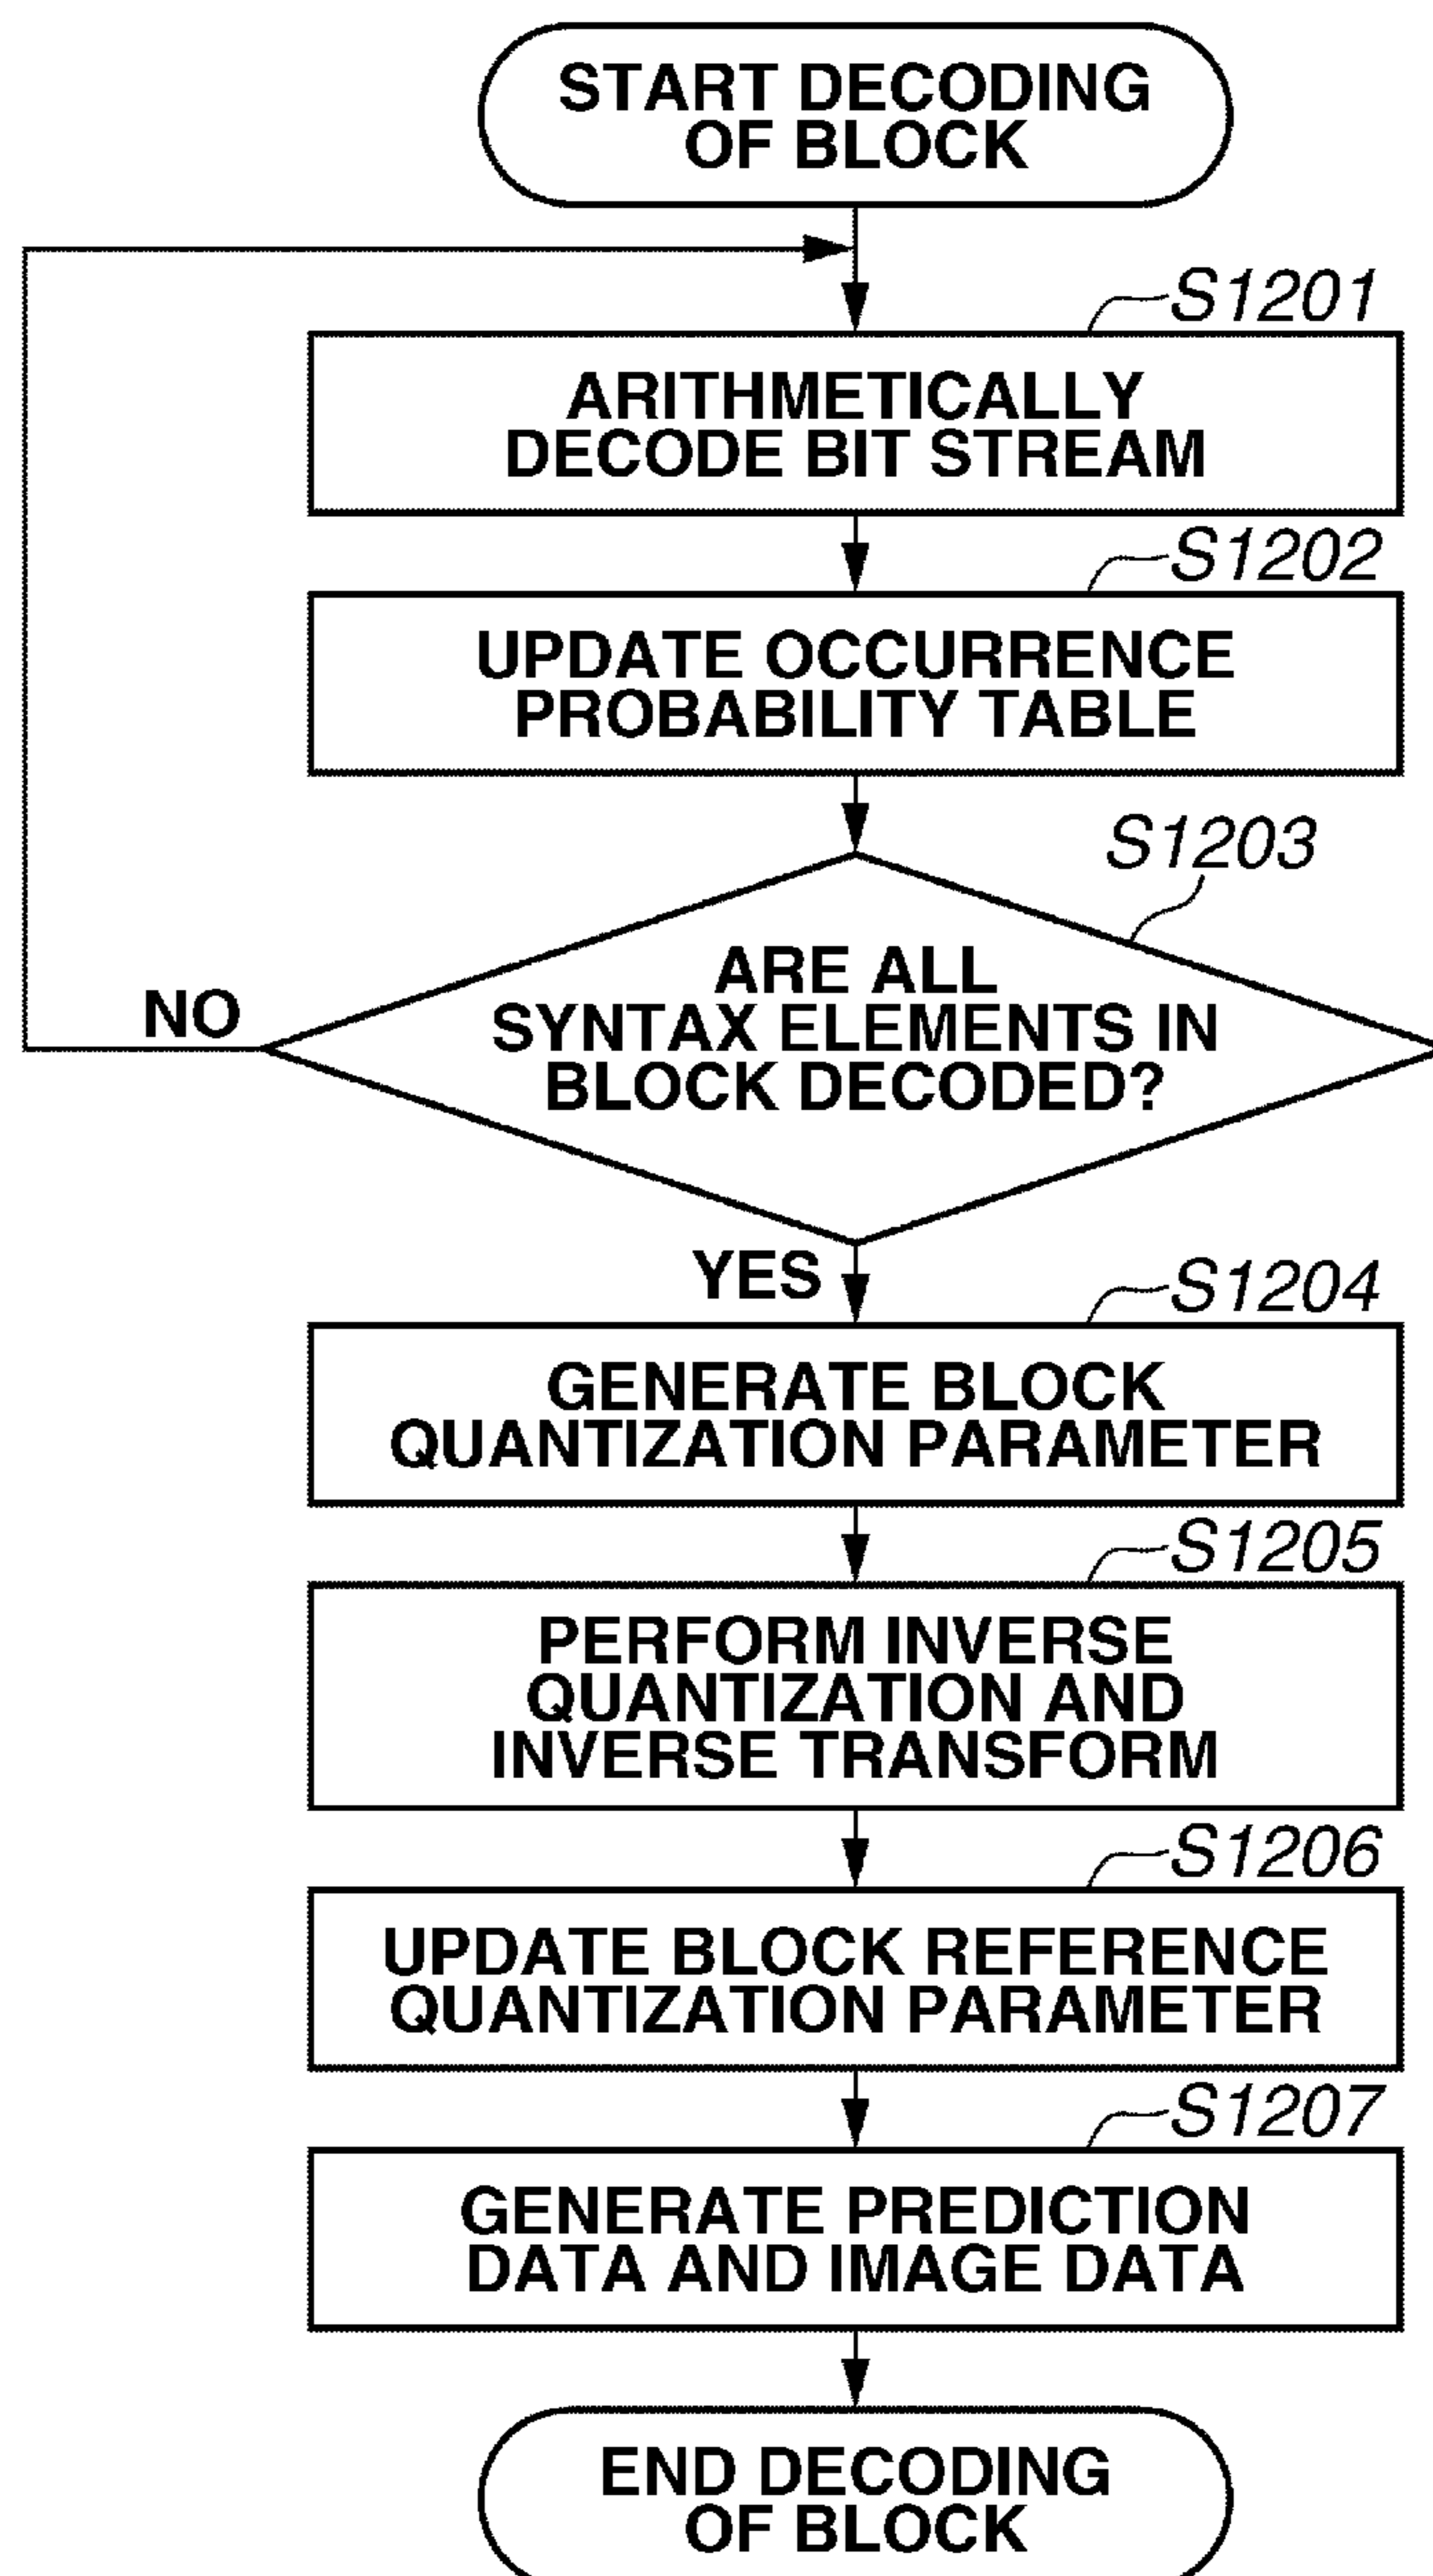 START DECODING
OF BLOCK
S1201
ARITHMETICALLY
DECODE BIT STREAM
S1202
UPDATE OCCURRENCE
PROBABILITY TABLE
S1203
ARE ALL
SYNTAX ELEMENTS IN
BLOCK DECODED?
NO
YES
S1204
GENERATE BLOCK
QUANTIZATION PARAMETER
S1205
PERFORM INVERSE
QUANTIZATION AND
INVERSE TRANSFORM
S1206
UPDATE BLOCK REFERENCE
QUANTIZATION PARAMETER
S1207
GENERATE PREDICTION
DATA AND IMAGE DATA
END DECODING
OF BLOCK